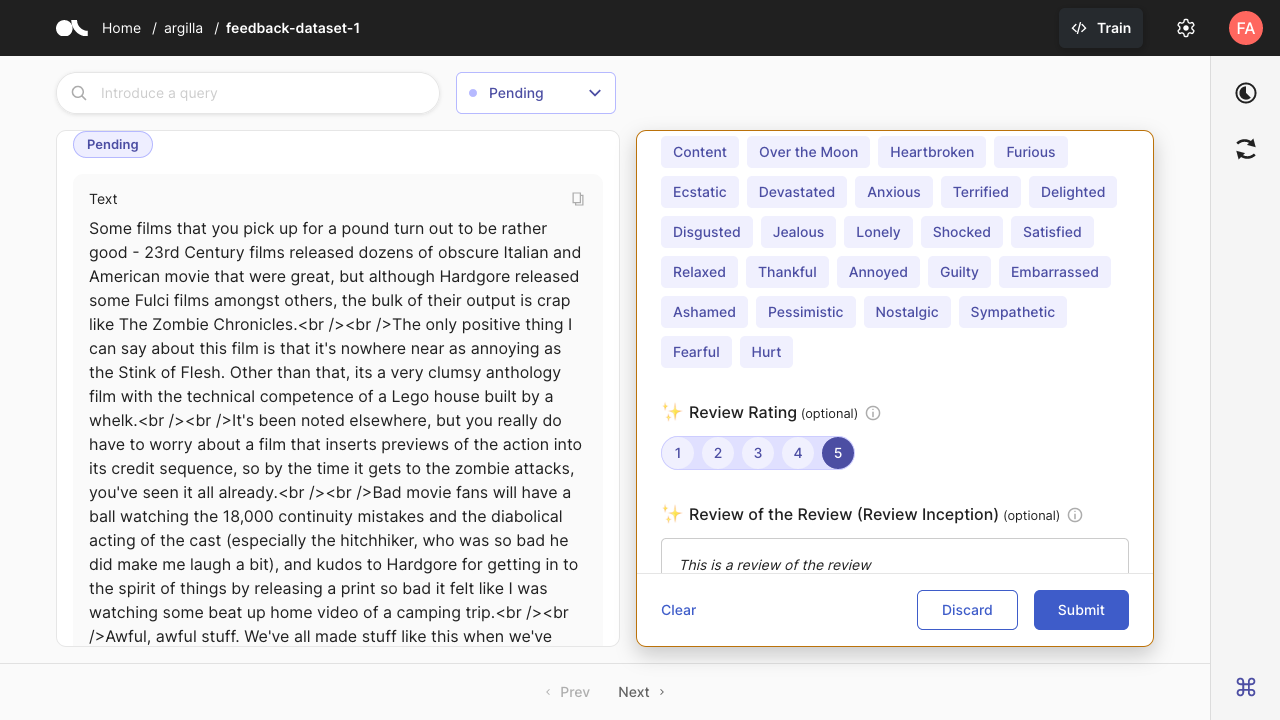 Home / argilla / feedback-dataset-1
Train
FA
Introduce a query
Pending
Pending
Text
Some films that you pick up for a pound turn out to be rather
good - 23rd Century films released dozens of obscure Italian and
American movie that were great, but although Hardgore released
some Fulci films amongst others, the bulk of their output is crap
like The Zombie Chronicles.<br /><br />The only positive thing I
can say about this film is that it's nowhere near as annoying as
the Stink of Flesh. Other than that, its a very clumsy anthology
film with the technical competence of a Lego house built by a
whelk.<br /><br />It's been noted elsewhere, but you really do
have to worry about a film that inserts previews of the action into
its credit sequence, so by the time it gets to the zombie attacks,
you've seen it all already.<br /><br />Bad movie fans will have a
ball watching the 18,000 continuity mistakes and the diabolical
acting of the cast (especially the hitchhiker, who was so bad he
did make me laugh a bit), and kudos to Hardgore for getting in to
the spirit of things by releasing a print so bad it felt like I was
watching some beat up home video of a camping trip.<br /><br
/>Awful, awful stuff. We've all made stuff like this when we've
Content Over the Moon Heartbroken Furious
Ecstatic Devastated Anxious Terrified Delighted
Disgusted Jealous Lonely Shocked Satisfied
Relaxed Thankful Annoyed Guilty Embarrassed
Ashamed Pessimistic Nostalgic Sympathetic
Fearful Hurt
✨ Review Rating (optional)
1 2 3 4 5
✨ Review of the Review (Review Inception) (optional)
This is a review of the review
Clear Discard Submit
Prev Next